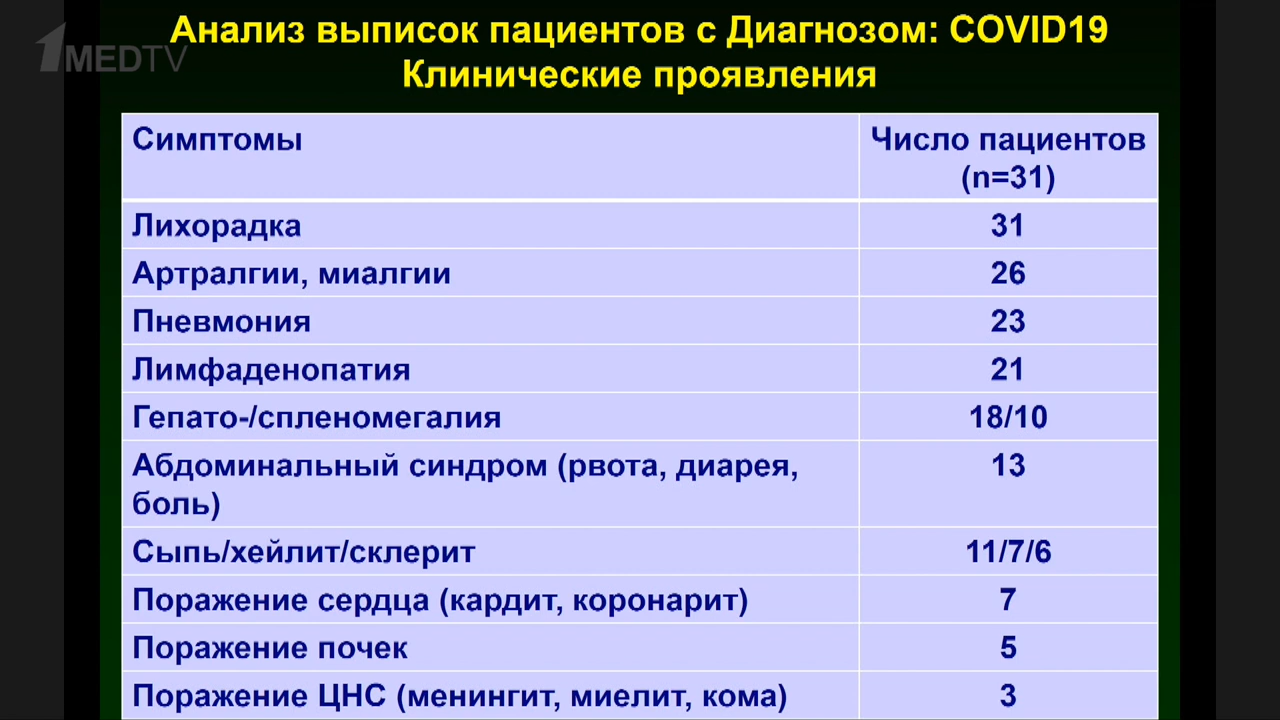 1MEDTV
Анализ выписок пациентов с Диагнозом: COVID19
Клинические проявления
Симптомы
Число пациентов
(n=31)
Лихорадка
31
Артралгии, миалгии
26
Пневмония
23
Лимфаденопатия
21
Гепато-/спленомегалия
18/10
Абдоминальный синдром (рвота, диарея,
боль)
13
Сыпь/хейлит/склерит
11/7/6
Поражение сердца (кардит, коронарит)
7
Поражение почек
5
Поражение ЦНС (менингит, миелит, кома)
3